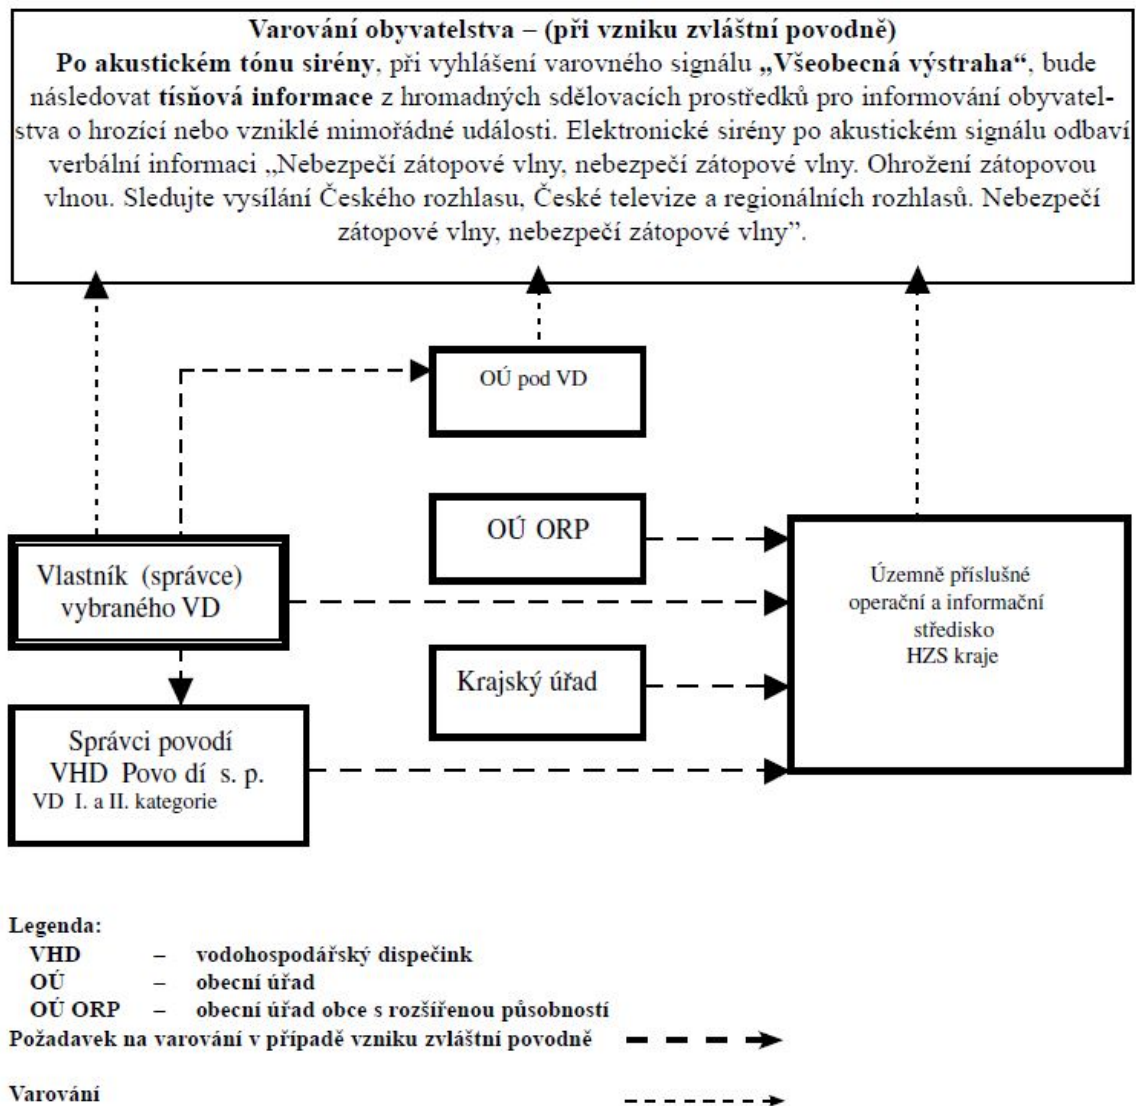 Varování obyvatelstva – (při vzniku zvláštní povodně)
Po akustickém tónu sirény, při vyhlášení varovného signálu „Všeobecná výstraha“, bude
následovat tísňová informace z hromadných sdělovacích prostředků pro informování obyvatel-
stva o hrozící nebo vzniklé mimořádné události. Elektronické sirény po akustickém signálu odbaví
verbální informaci „Nebezpečí zátopové vlny, nebezpečí zátopové vlny. Ohrožení zátopovou
vlnou. Sledujte vysílání Českého rozhlasu, České televize a regionálních rozhlasů. Nebezpečí
zátopové vlny, nebezpečí zátopové vlny”.
OÚ pod VD
OÚ ORP
Vlastník (správce)
vybraného VD
Územně příslušné
operační a informační
středisko
HZS kraje
Krajský úřad
Správci povodí
VHD Povo dí s. p.
VD I. a II. kategorie
Legenda:
VHD – vodohospodářský dispečink
OÚ – obecní úřad
OÚ ORP – obecní úřad obce s rozšířenou působností
Požadavek na varování v případě vzniku zvláštní povodně
Varování